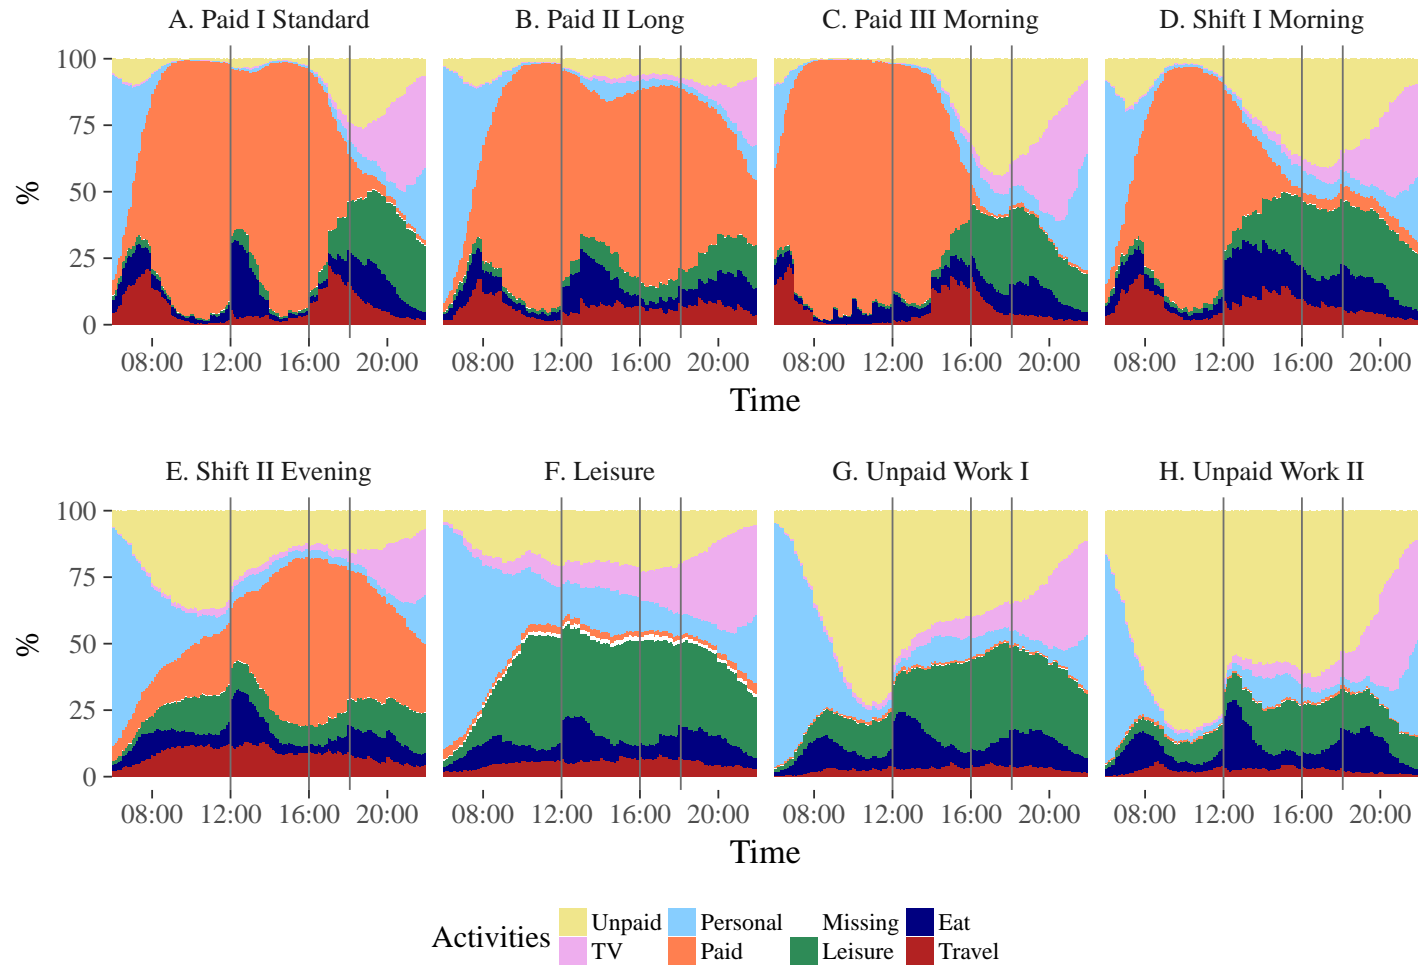 A. Paid I Standard
B. Paid II Long
C. Paid III Morning
D. Shift I Morning
100
75
50
25
0
%
08:00 12:00 16:00 20:00
08:00 12:00 16:00 20:00
08:00 12:00 16:00 20:00
08:00 12:00 16:00 20:00
Time
E. Shift II Evening
F. Leisure
G. Unpaid Work I
H. Unpaid Work II
100
75
50
25
0
%
08:00 12:00 16:00 20:00
08:00 12:00 16:00 20:00
08:00 12:00 16:00 20:00
08:00 12:00 16:00 20:00
Time
Activities
Unpaid Personal Missing Eat
TV Paid Leisure Travel